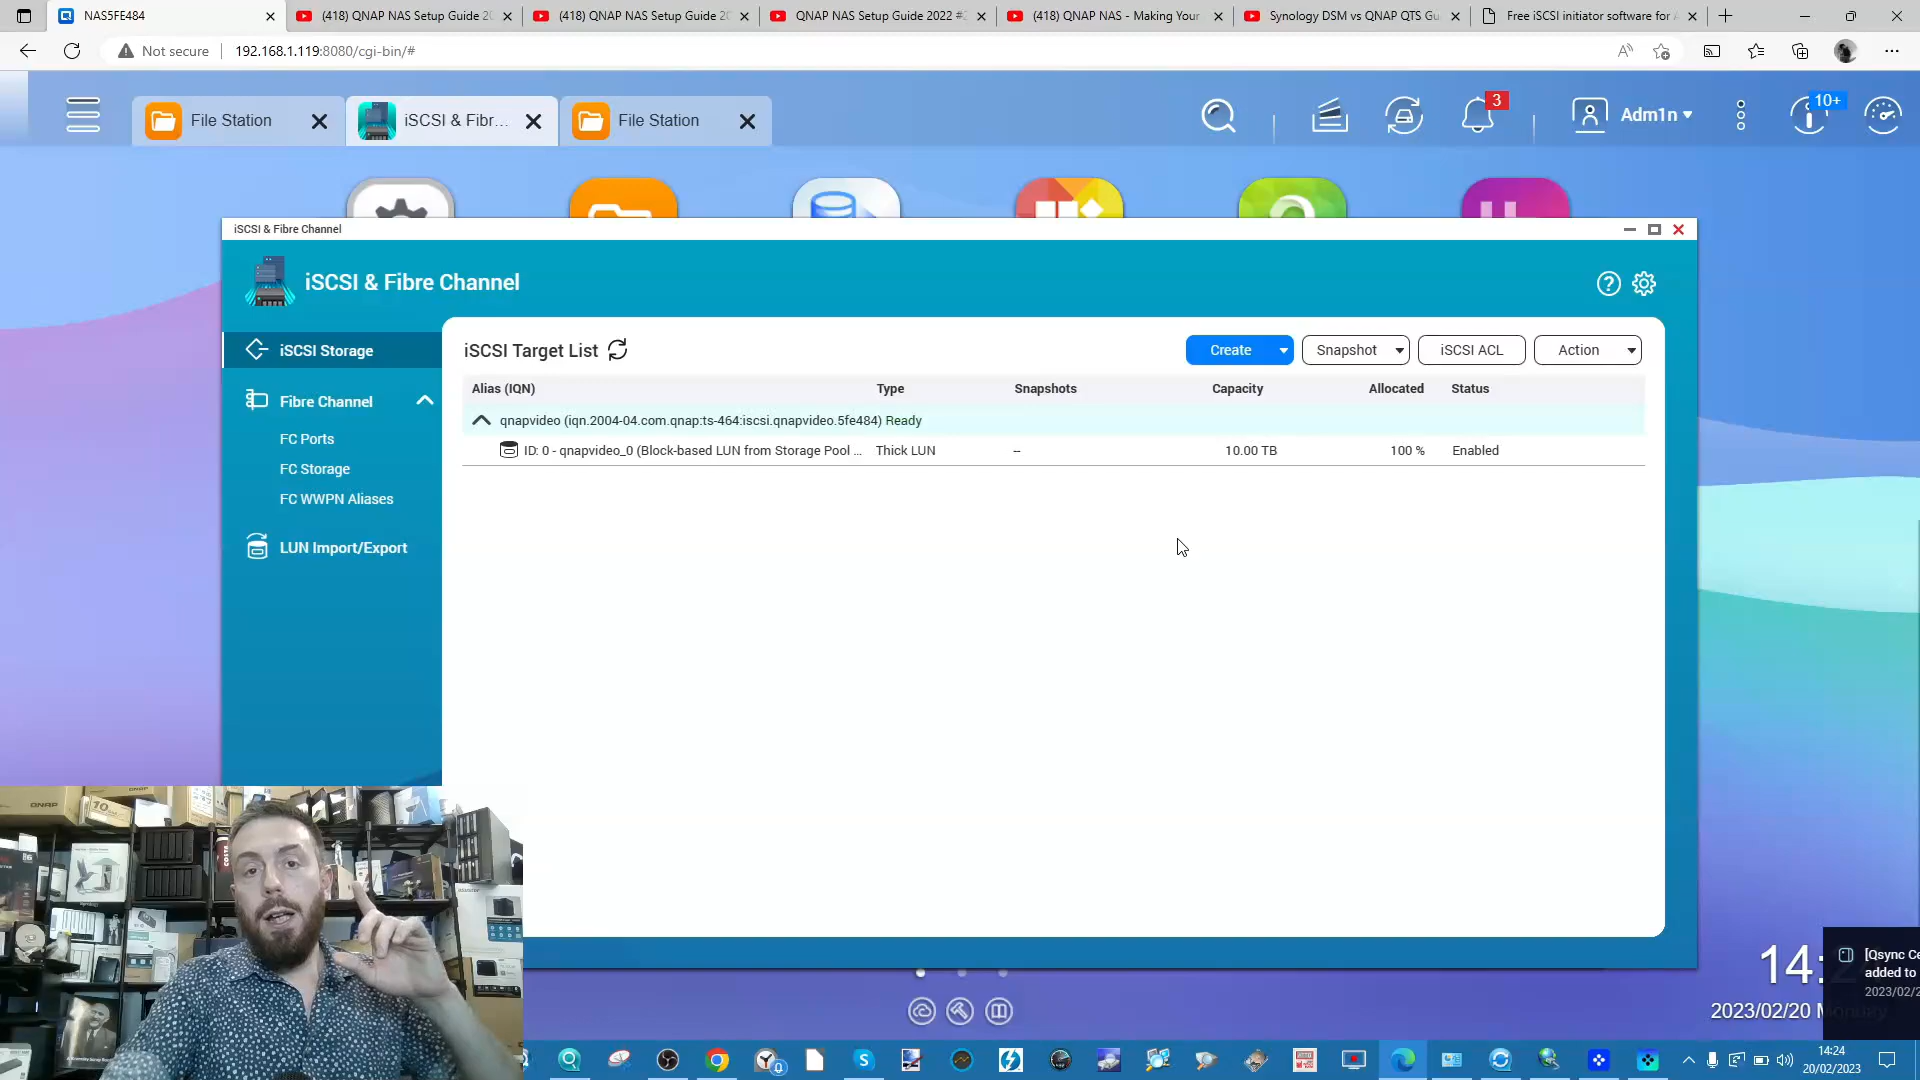 NAS5FE484
(418) QNAP NAS Setup Guide 20
(418) QNAP NAS Setup Guide 20
QNAP NAS Setup Guide 2022 #
(418) QNAP NAS - Making Your
Synology DSM vs QNAP QTS Gu
Free iSCSI initiator software for
Not secure
192.168.1.119:8080/cgi-bin/#
File Station
iSCSI & Fibr...
File Station
3
Adm1n
10+
iSCSI & Fibre Channel
iSCSI & Fibre Channel
iSCSI Storage
Fibre Channel
FC Ports
FC Storage
FC WWPN Aliases
LUN Import/Export
iSCSI Target List
Create
Snapshot
iSCSI ACL
Action
Alias (IQN)
Type
Snapshots
Capacity
Allocated
Status
qnapvideo (iqn.2004-04.com.qnap:ts-464:iscsi.qnapvideo.5fe484) Ready
ID: 0 - qnapvideo_0 (Block-based LUN from Storage Pool ...
Thick LUN
--
10.00 TB
100 %
Enabled
14:
2023/02/20 Monday
[Qsync Ce
added to
2023/02/2
14:24
20/02/2023